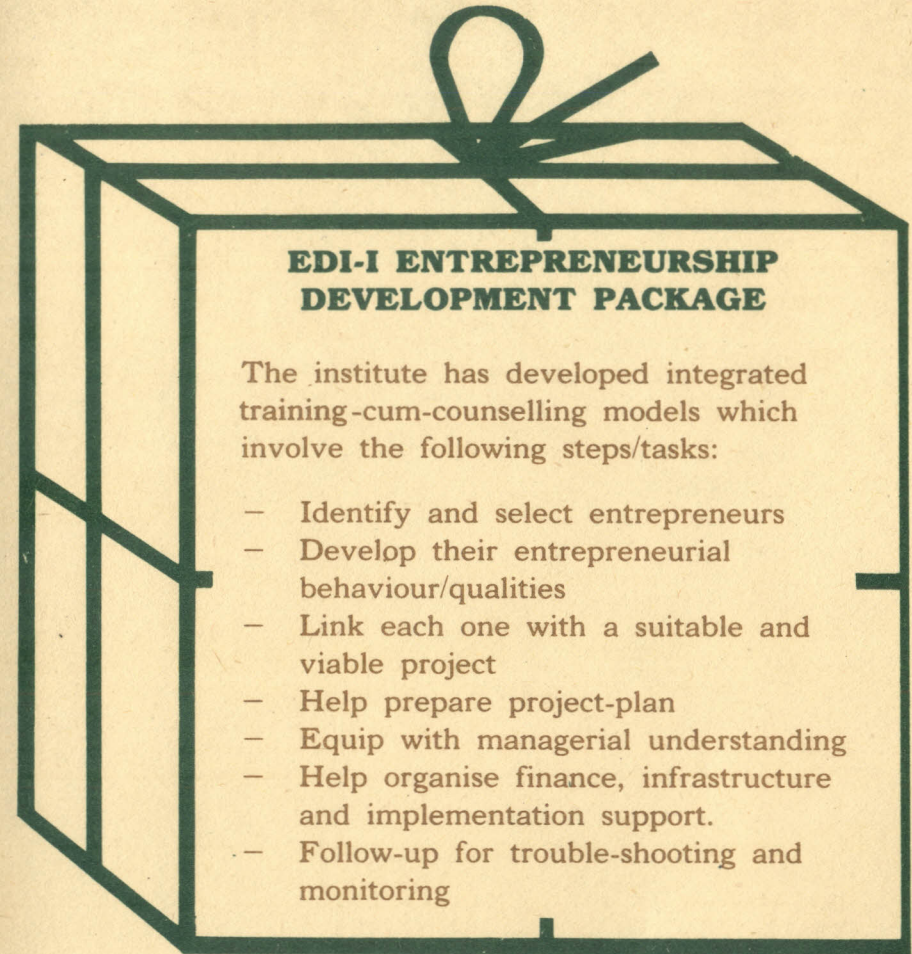 EDI-I ENTREPRENEURSHIP
DEVELOPMENT PACKAGE
The institute has developed integrated
training-cum-counselling models which
involve the following steps/tasks:
— Identify and select entrepreneurs
— Develop their entrepreneurial
behaviour/qualities
— Link each one with a suitable and
viable project
— Help prepare project-plan
— Equip with managerial understanding
— Help organise finance, infrastructure
and implementation support.
— Follow-up for trouble-shooting and
monitoring